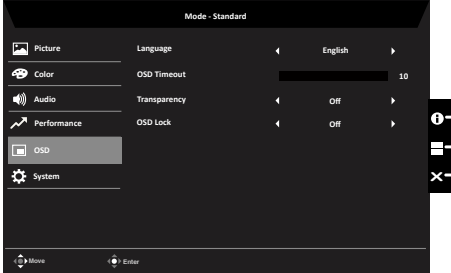 Mode - Standard
Picture
Language
English
Color
OSD Timeout
10
Audio
Transparency
Off
Performance
OSD Lock
Off
OSD
System
Move
Enter